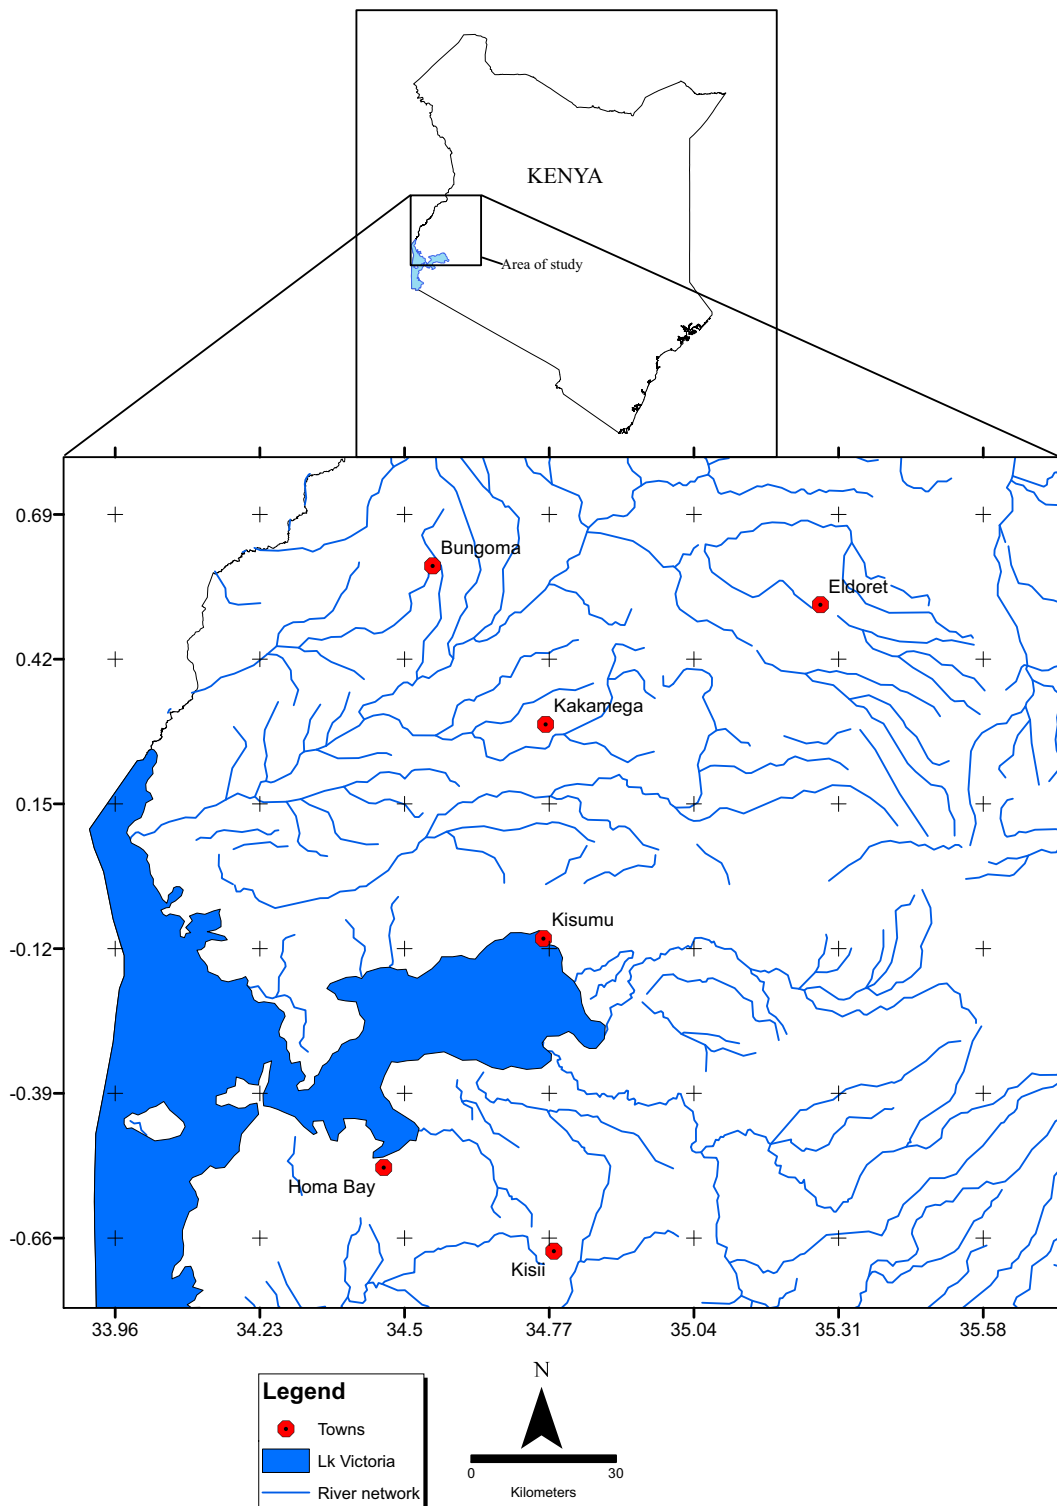 KENYA
Area of study
0.69
Bungoma
Eldoret
0.42
Kakamega
0.15
Kisumu
-0.12
-0.39
Homa Bay
-0.66
Kisii
33.96 34.23 34.5 34.77 35.04 35.31 35.58
N
Legend
Towns
Lk Victoria
River network
0 30
Kilometers